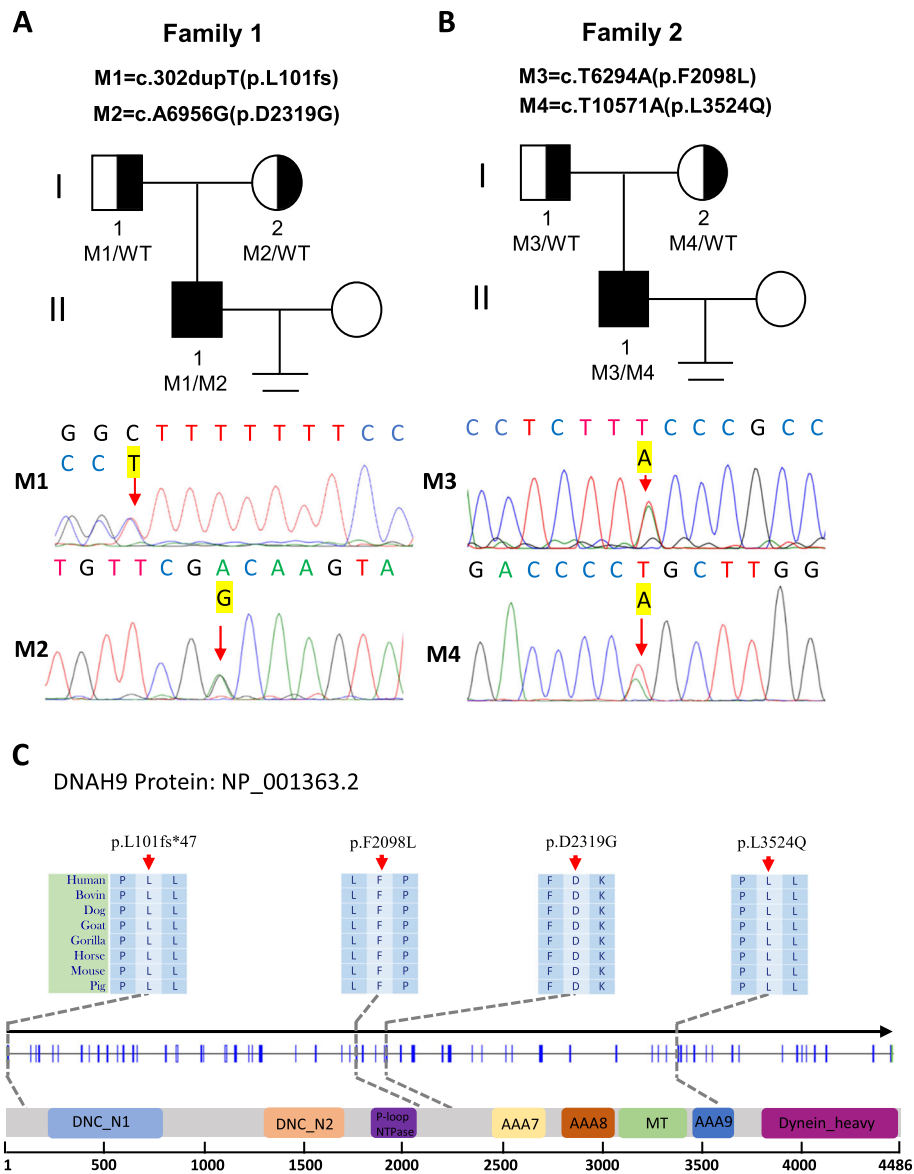 A
Family 1
M1=c.302dupT(p.L101fs)
M2=c.A6956G(p.D2319G)
I
1
2
M1/WT
M2/WT
II
1
M1/M2
G G C T T T T T T T C C
C C T
M1
T G T T C G A C A A G T A
G
M2
B
Family 2
M3=c.T6294A(p.F2098L)
M4=c.T10571A(p.L3524Q)
I
1
2
M3/WT
M4/WT
II
1
M3/M4
C C T C T T T C C C G C C
A
M3
G A C C C C T G C T T G G
A
M4
C
DNAH9 Protein: NP_001363.2
p.L101fs*47 p.F2098L p.D2319G p.L3524Q
Human P L L L F P F D K P L L
Bovin P L L L F P F D K P L L
Dog P L L L F P F D K P L L
Goat P L L L F P F D K P L L
Gorilla P L L L F P F D K P L L
Horse P L L L F P F D K P L L
Mouse P L L L F P F D K P L L
Pig P L L L F P F D K P L L
DNC_N1 DNC_N2 P-loop NTPase AAA7 AAA8 MT AAA9 Dynein_heavy
1 500 1000 1500 2000 2500 3000 3500 4000 4486